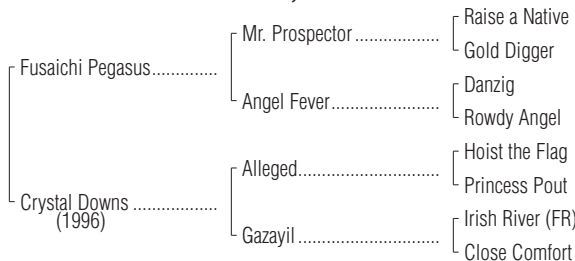 Raise a Native
Mr. Prospector ..................
Gold Digger
Fusaichi Pegasus..............
Danzig
Angel Fever.......................
Rowdy Angel
Hoist the Flag
Alleged..............................
Princess Pout
Crystal Downs ..................
(1996)
Irish River (FR)
Gazayil ..............................
Close Comfort